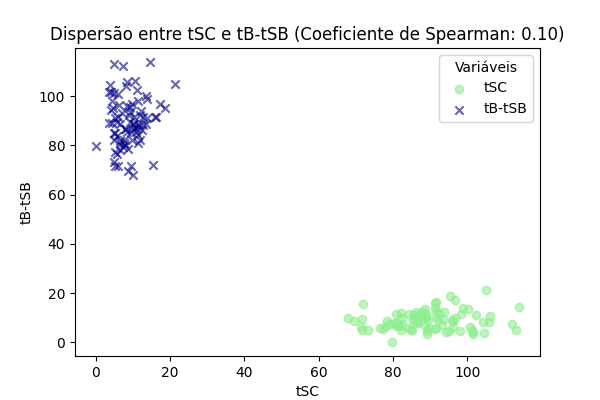 Dispersão entre tSC e tB-tSB (Coeficiente de Spearman: 0.10)
Variáveis
tSC
tB-tSB
tB-tSB
100
80
60
40
20
0
0 20 40 60 80 100
tSC